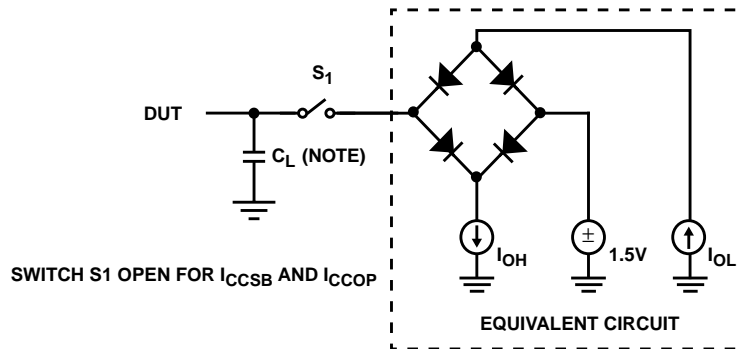 S1
DUT
CL (NOTE)
IOH
±
1.5V
IOL
SWITCH S1 OPEN FOR ICCSB AND ICCOP
EQUIVALENT CIRCUIT